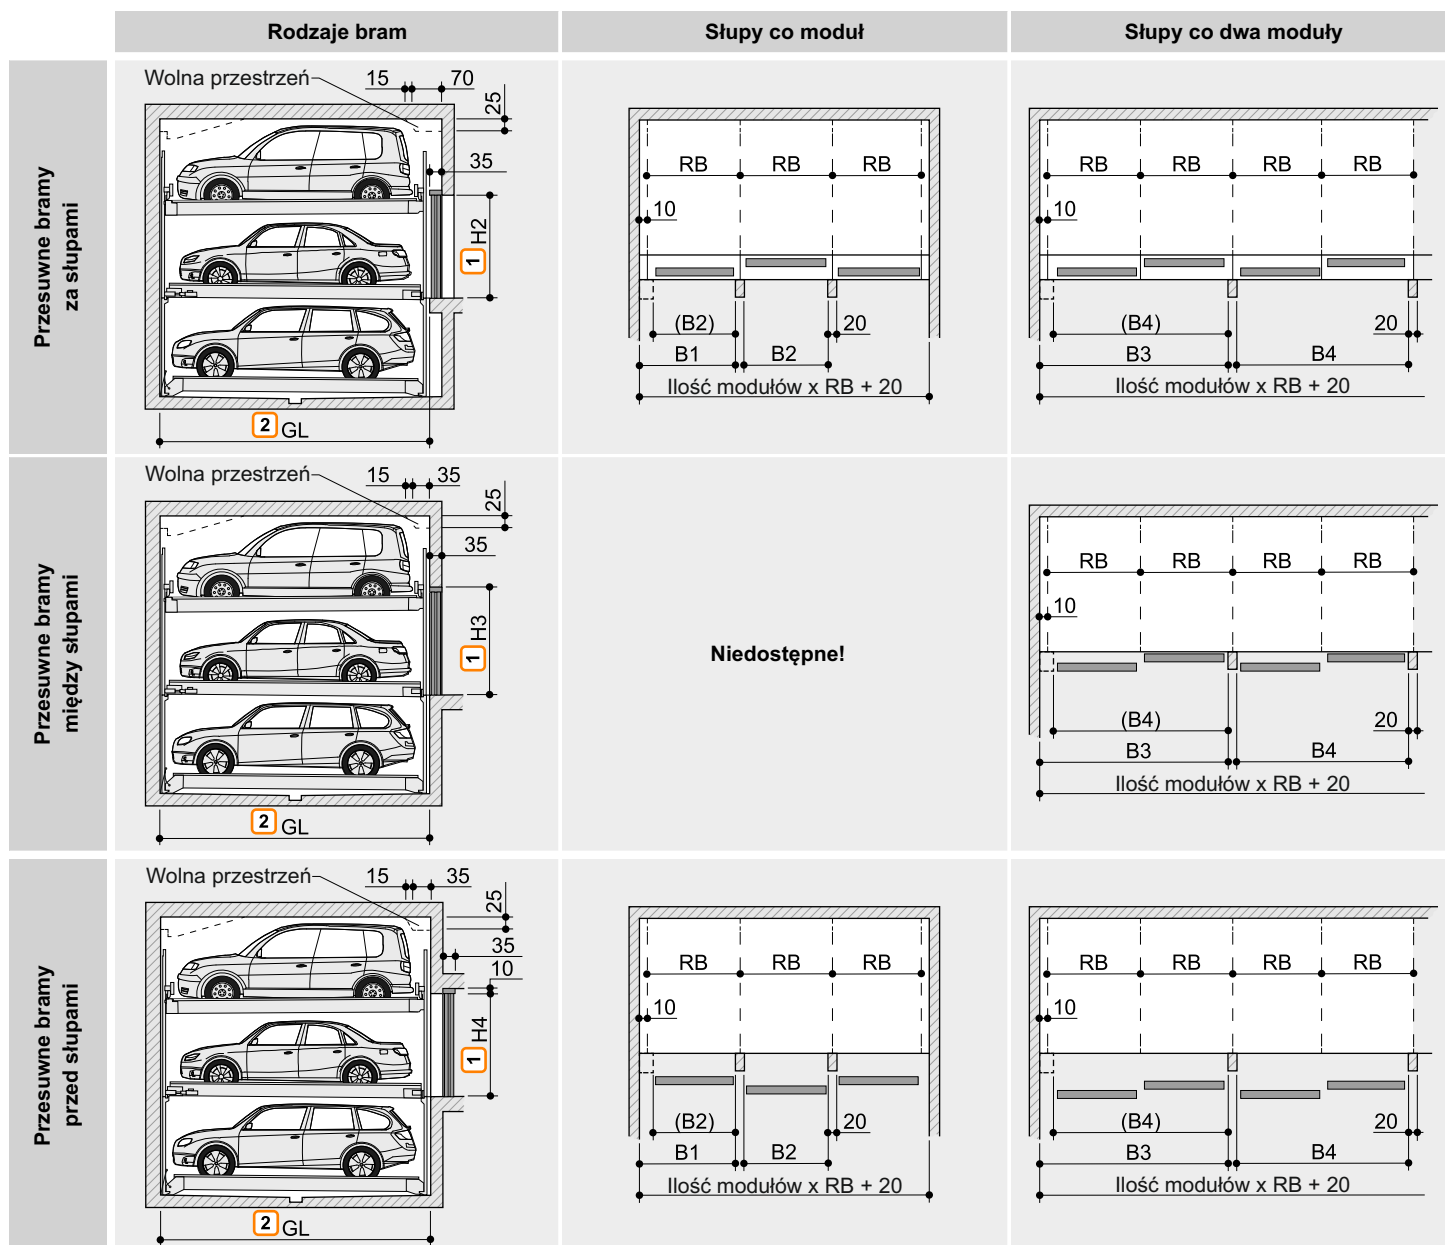 Rodzaje bram
Słupy co moduł
Słupy co dwa moduły
Przesuwne bramy
za słupami
Wolna przestrzeń
15
70
25
35
1 H2
2 GL
RB
RB
RB
10
(B2)
20
B1
B2
Ilość modułów x RB + 20
RB
RB
RB
RB
10
(B4)
20
B3
B4
Ilość modułów x RB + 20
Przesuwne bramy
między słupami
Wolna przestrzeń
15
35
25
35
1 H3
2 GL
Niedostępne!
RB
RB
RB
RB
10
(B4)
20
B3
B4
Ilość modułów x RB + 20
Przesuwne bramy
przed słupami
Wolna przestrzeń
15
35
25
35
10
1 H4
2 GL
RB
RB
RB
10
(B2)
20
B1
B2
Ilość modułów x RB + 20
RB
RB
RB
RB
10
(B4)
20
B3
B4
Ilość modułów x RB + 20